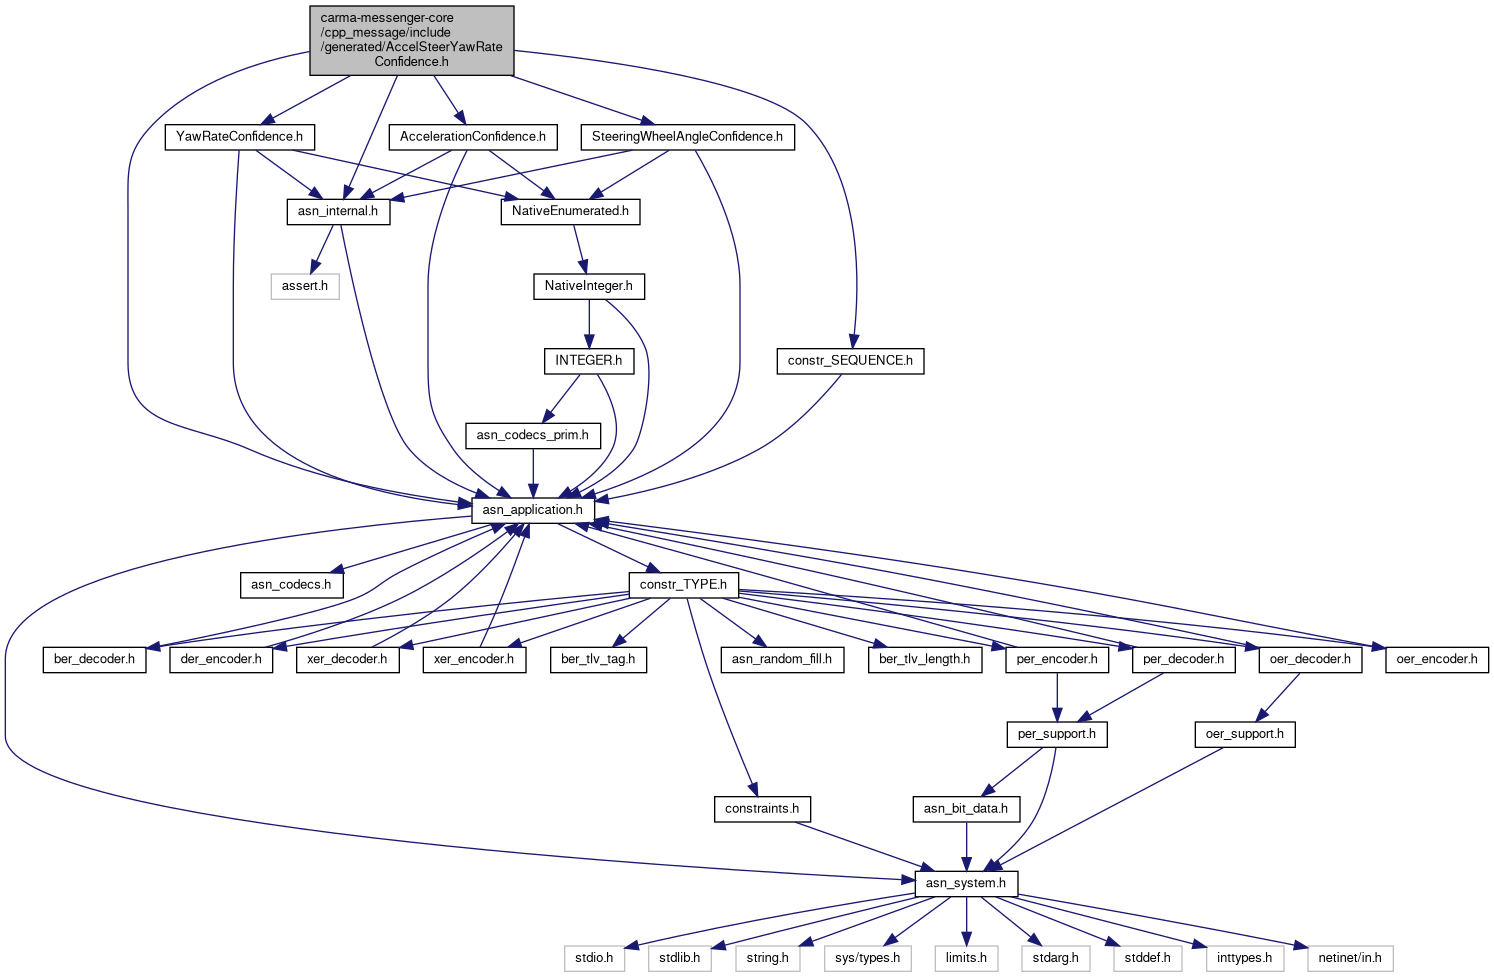 carma-messenger-core
/cpp_message/include
/generated/AccelSteerYawRate
Confidence.h
YawRateConfidence.h
AccelerationConfidence.h
SteeringWheelAngleConfidence.h
asn_internal.h
NativeEnumerated.h
assert.h
NativeInteger.h
INTEGER.h
constr_SEQUENCE.h
asn_codecs_prim.h
asn_application.h
asn_codecs.h
constr_TYPE.h
ber_decoder.h
der_encoder.h
xer_decoder.h
xer_encoder.h
ber_tlv_tag.h
asn_random_fill.h
ber_tlv_length.h
per_encoder.h
per_decoder.h
oer_decoder.h
oer_encoder.h
per_support.h
oer_support.h
constraints.h
asn_bit_data.h
asn_system.h
stdio.h
stdlib.h
string.h
sys/types.h
limits.h
stdarg.h
stddef.h
inttypes.h
netinet/in.h